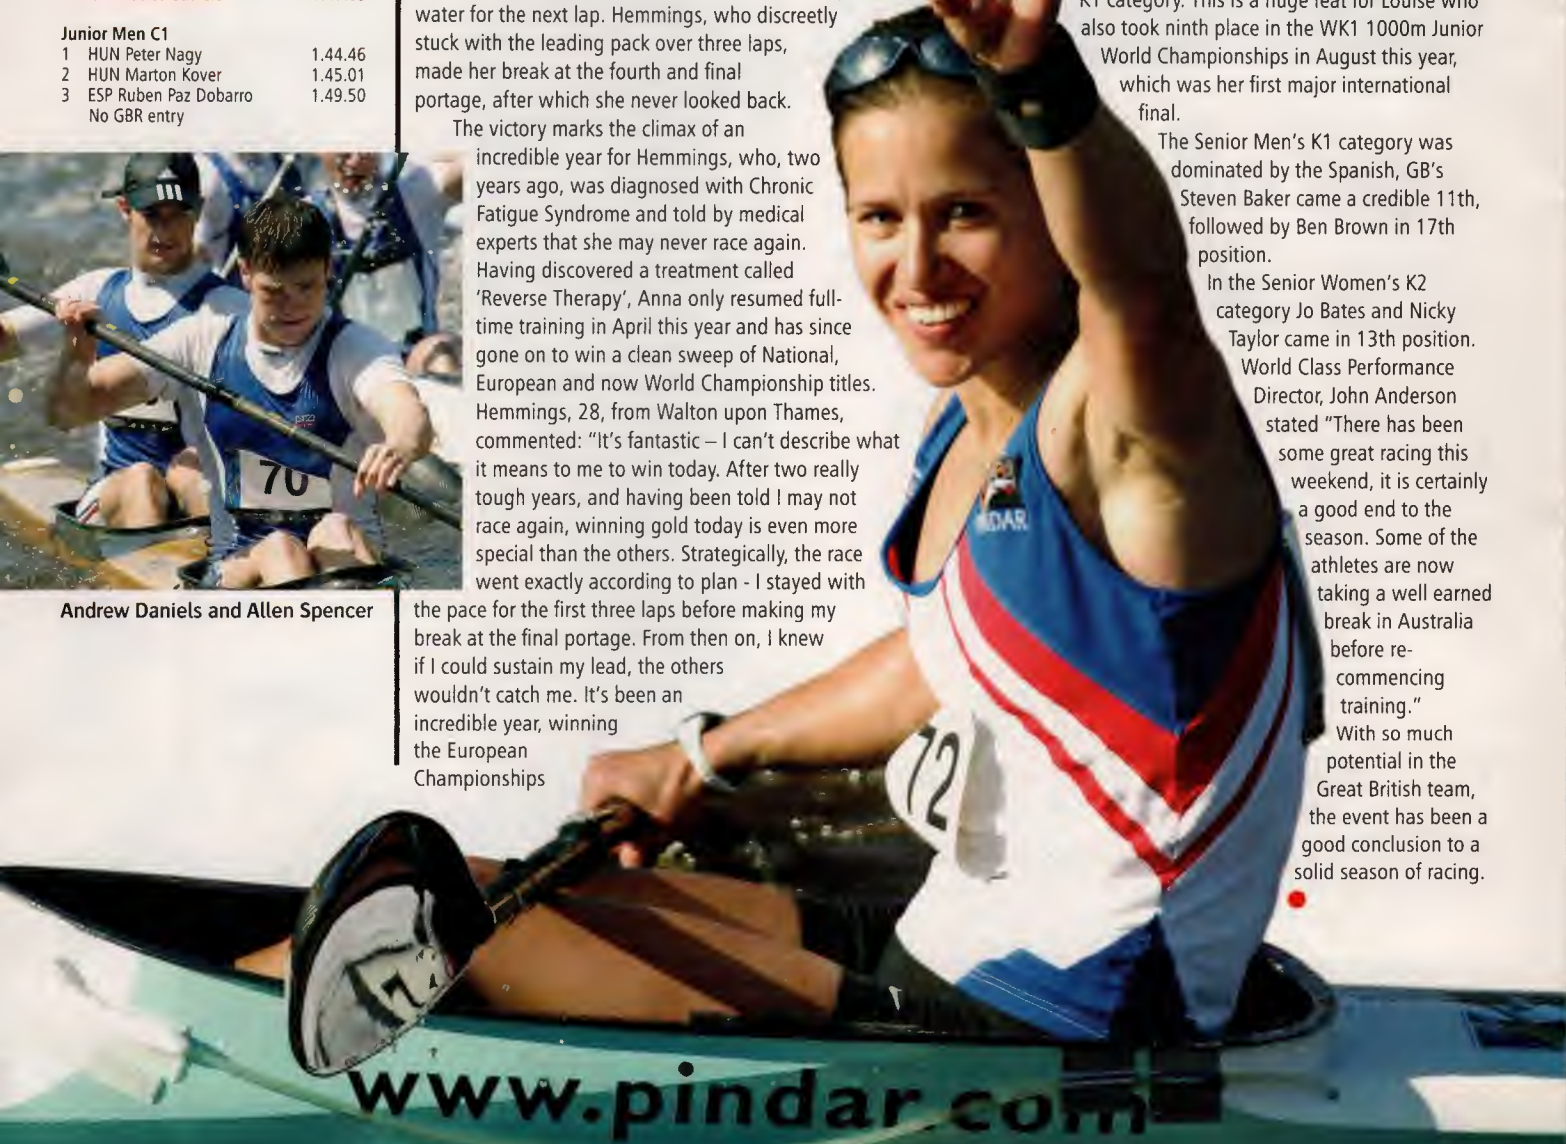 Junior Men C1
1 HUN Peter Nagy 1.44.46
2 HUN Marton Kover 1.45.01
3 ESP Ruben Paz Dobarro 1.49.50
No GBR entry
70
Andrew Daniels and Allen Spencer
water for the next lap. Hemmings, who discreetly
stuck with the leading pack over three laps,
made her break at the fourth and final
portage, after which she never looked back.
The victory marks the climax of an
incredible year for Hemmings, who, two
years ago, was diagnosed with Chronic
Fatigue Syndrome and told by medical
experts that she may never race again.
Having discovered a treatment called
‘Reverse Therapy’, Anna only resumed full-
time training in April this year and has since
gone on to win a clean sweep of National,
European and now World Championship titles.
Hemmings, 28, from Walton upon Thames,
commented: “It’s fantastic – I can’t describe what
it means to me to win today. After two really
tough years, and having been told I may not
race again, winning gold today is even more
special than the others. Strategically, the race
went exactly according to plan - I stayed with
the pace for the first three laps before making my
break at the final portage. From then on, I knew
if I could sustain my lead, the others
wouldn’t catch me. It’s been an
incredible year, winning
the European
Championships
K1 category. This is a huge feat for Louise who
also took ninth place in the WK1 1000m Junior
World Championships in August this year,
which was her first major international
final.
The Senior Men’s K1 category was
dominated by the Spanish, GB’s
Steven Baker came a credible 11th,
followed by Ben Brown in 17th
position.
In the Senior Women’s K2
category Jo Bates and Nicky
Taylor came in 13th position.
World Class Performance
Director, John Anderson
stated “There has been
some great racing this
weekend, it is certainly
a good end to the
season. Some of the
athletes are now
taking a well earned
break in Australia
before re-
commencing
training.”
With so much
potential in the
Great British team,
the event has been a
good conclusion to a
solid season of racing.
PINDAR
72
7
www.pindar.com